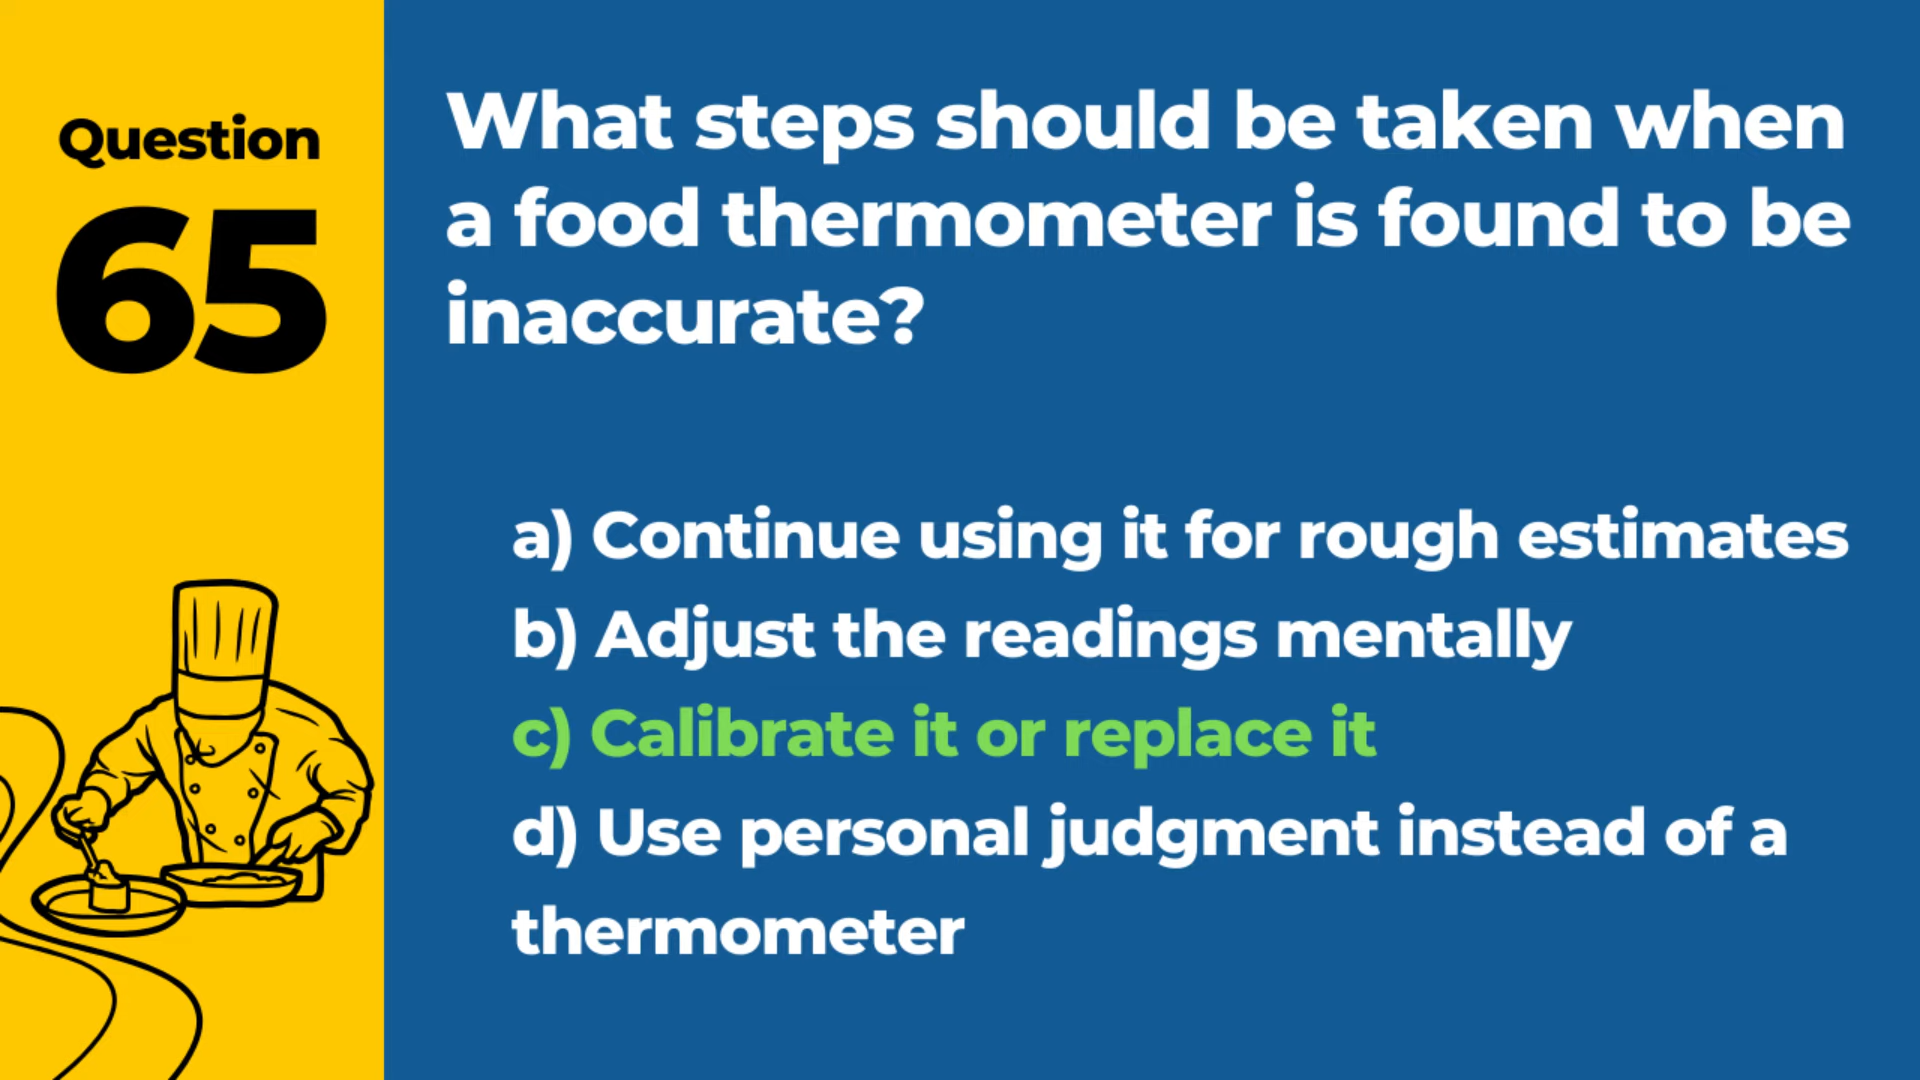 Question
65
What steps should be taken when
a food thermometer is found to be
inaccurate?
a) Continue using it for rough estimates
b) Adjust the readings mentally
c) Calibrate it or replace it
d) Use personal judgment instead of a
thermometer